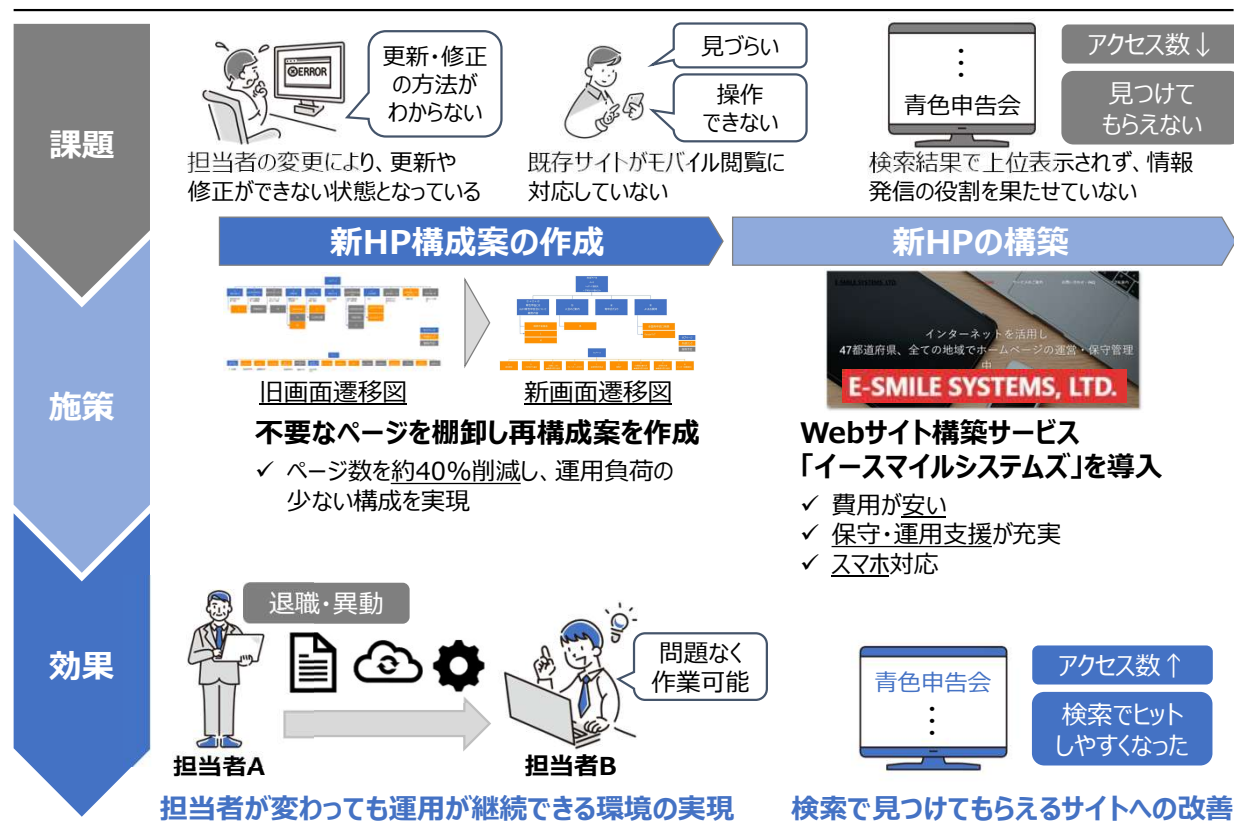 課題
ERROR
更新・修正
の方法が
わからない
担当者の変更により、更新や
修正ができない状態となっている
見づらい
操作
できない
既存サイトがモバイル閲覧に
対応していない
⋮
青色申告会
アクセス数↓
見つけて
もらえない
検索結果で上位表示されず、情報
発信の役割を果たせていない
施策
新HP構成案の作成
新HPの構築
旧画面遷移図
新画面遷移図
不要なページを棚卸し再構成案を作成
✓ ページ数を約40%削減し、運用負荷の
少ない構成を実現
E-SMILE SYSTEMS, LTD.
インターネットを活用し
47都道府県、全ての地域でホームページの運営・保守管理
中
E-SMILE SYSTEMS, LTD.
Webサイト構築サービス
「イースマイルシステムズ」を導入
✓ 費用が安い
✓ 保守・運用支援が充実
✓ スマホ対応
効果
退職・異動
担当者A
問題なく
作業可能
担当者B
担当者が変わっても運用が継続できる環境の実現
青色申告会
⋮
アクセス数↑
検索でヒット
しやすくなった
検索で見つけてもらえるサイトへの改善